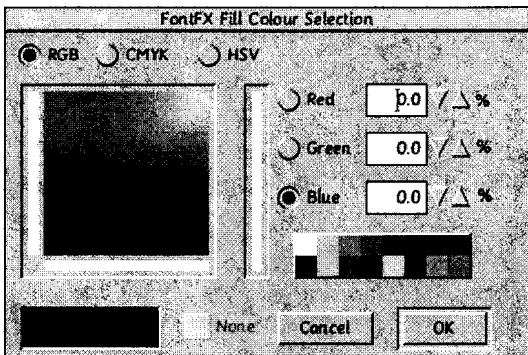 FontFX Fill Colour Selection
RGB CMYK HSV
Red 0.0 %
Green 0.0 %
Blue 0.0 %
None
Cancel OK